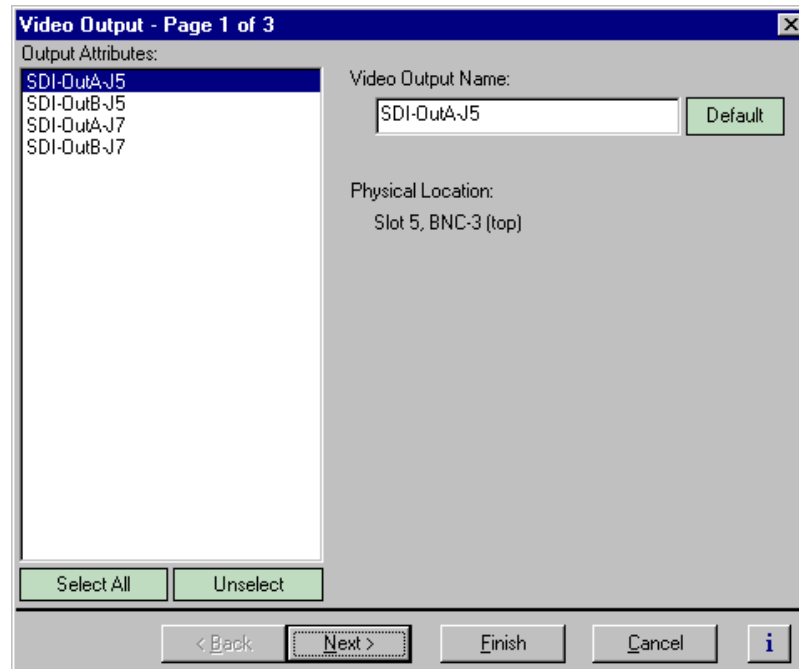 Video Output - Page 1 of 3
Output Attributes:
SDI-OutA-J5
SDI-OutB-J5
SDI-OutA-J7
SDI-OutB-J7
Video Output Name:
SDI-OutA-J5
Default
Physical Location:
Slot 5, BNC-3 (top)
Select All
Unselect
< Back
Next >
Finish
Cancel
i